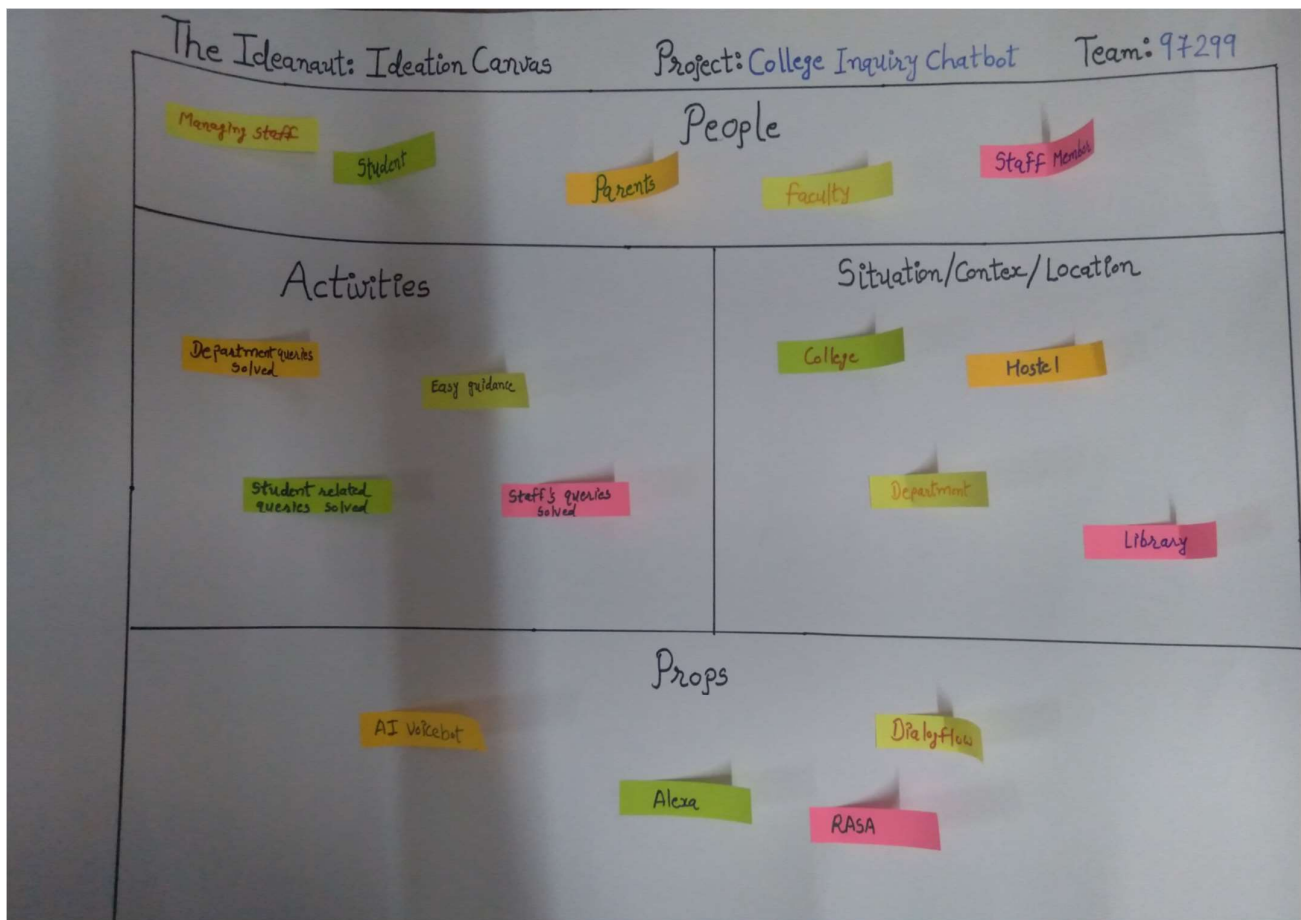 The Ideanaut: Ideation Canvas Project: College Inquiry Chatbot Team: 97299
People
Managing staff
Student
Parents
faculty
Staff Member
Activities
Department queries
solved
Easy guidance
Student related
queries solved
Staff's queries
solved
Situation/Contex/Location
College
Hostel
Department
Library
Props
AI Voicebot
Dialogflow
Alexa
RASA